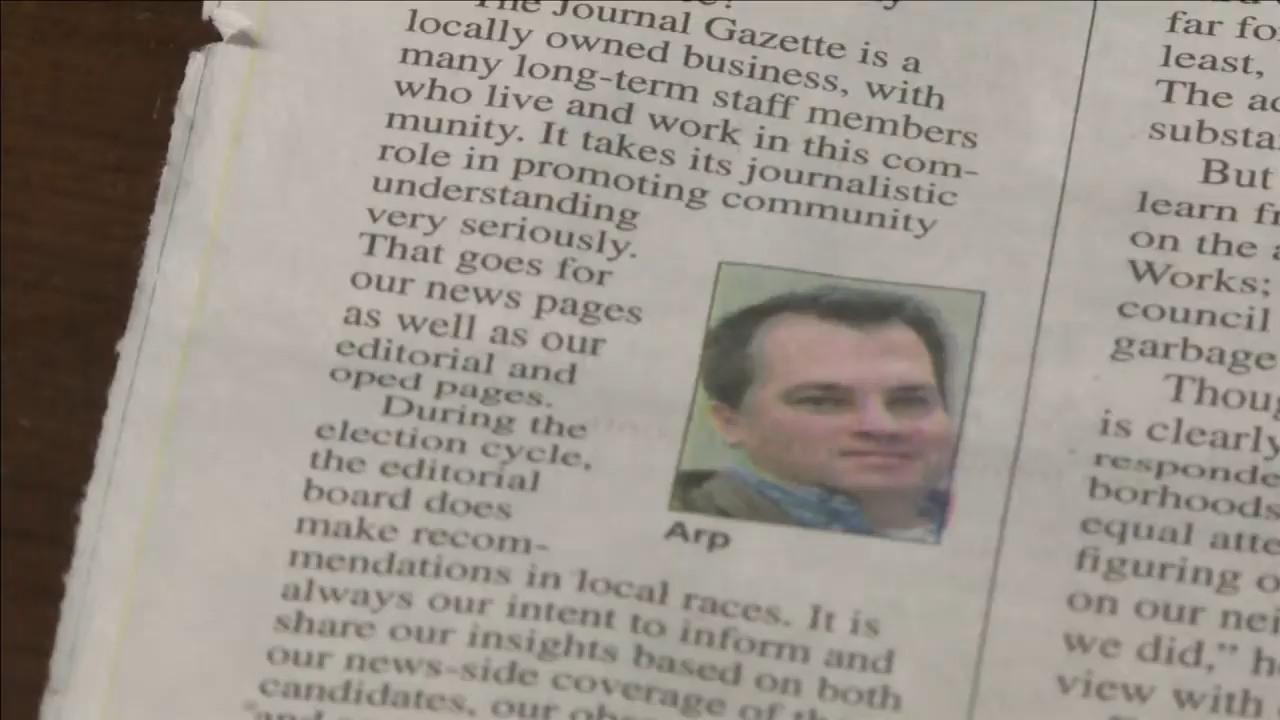 The Journal Gazette is a
locally owned business, with
many long-term staff members
who live and work in this com-
munity. It takes its journalistic
role in promoting community
understanding
very seriously.
That goes for
our news pages
as well as our
editorial and
oped pages.
During the
election cycle,
the editorial
board does
make recom-
mendations in local races. It is
always our intent to inform and
share our insights based on both
our news-side coverage of the
candidates, our
Arp
far fo
least,
The ac
substa
But
learn fr
on the a
Works;
council
garbage
Thoug
is clearly
responde
borhoods
equal atte
figuring o
on our nei
we did," h
view with